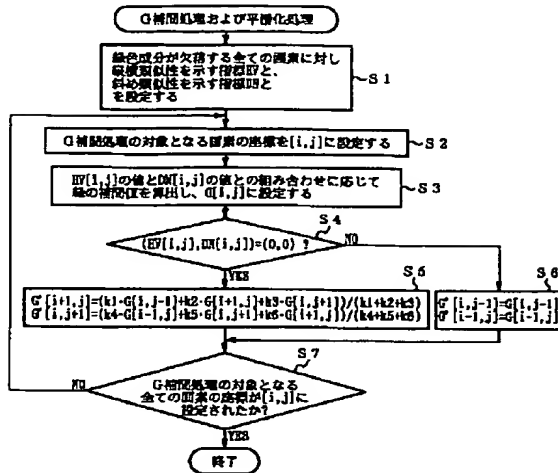 G補間処理および平滑化処理
緑色成分が欠落する全ての画素に対し
縦横類似性を示す指標HVと、
斜め類似性を示す指標DNと
を設定する
S1
G補間処理の対象となる画素の座標を[i,j]に設定する
S2
HV[i,j]の値とDN[i,j]の値との組み合わせに応じて
緑の補間値を算出し、G[i,j]に設定する
S3
S4
(HV[i,j],DN[i,j])=(0,0) ?
NO
YES
S5
G'[i+1,j]=(k1・G[i,j-1]+k2・G[i+1,j]+k3・G[i,j+1])/(k1+k2+k3)
G'[i,j+1]=(k4・G[i-1,j]+k5・G[i,j+1]+k6・G[i+1,j])/(k4+k5+k6)
S6
G'[i,j-1]=G[i,j-1]
G'[i-1,j]=G[i-1,j]
S7
NO
G補間処理の対象となる
全ての画素の座標が[i,j]に
設定されたか?
YES
終了